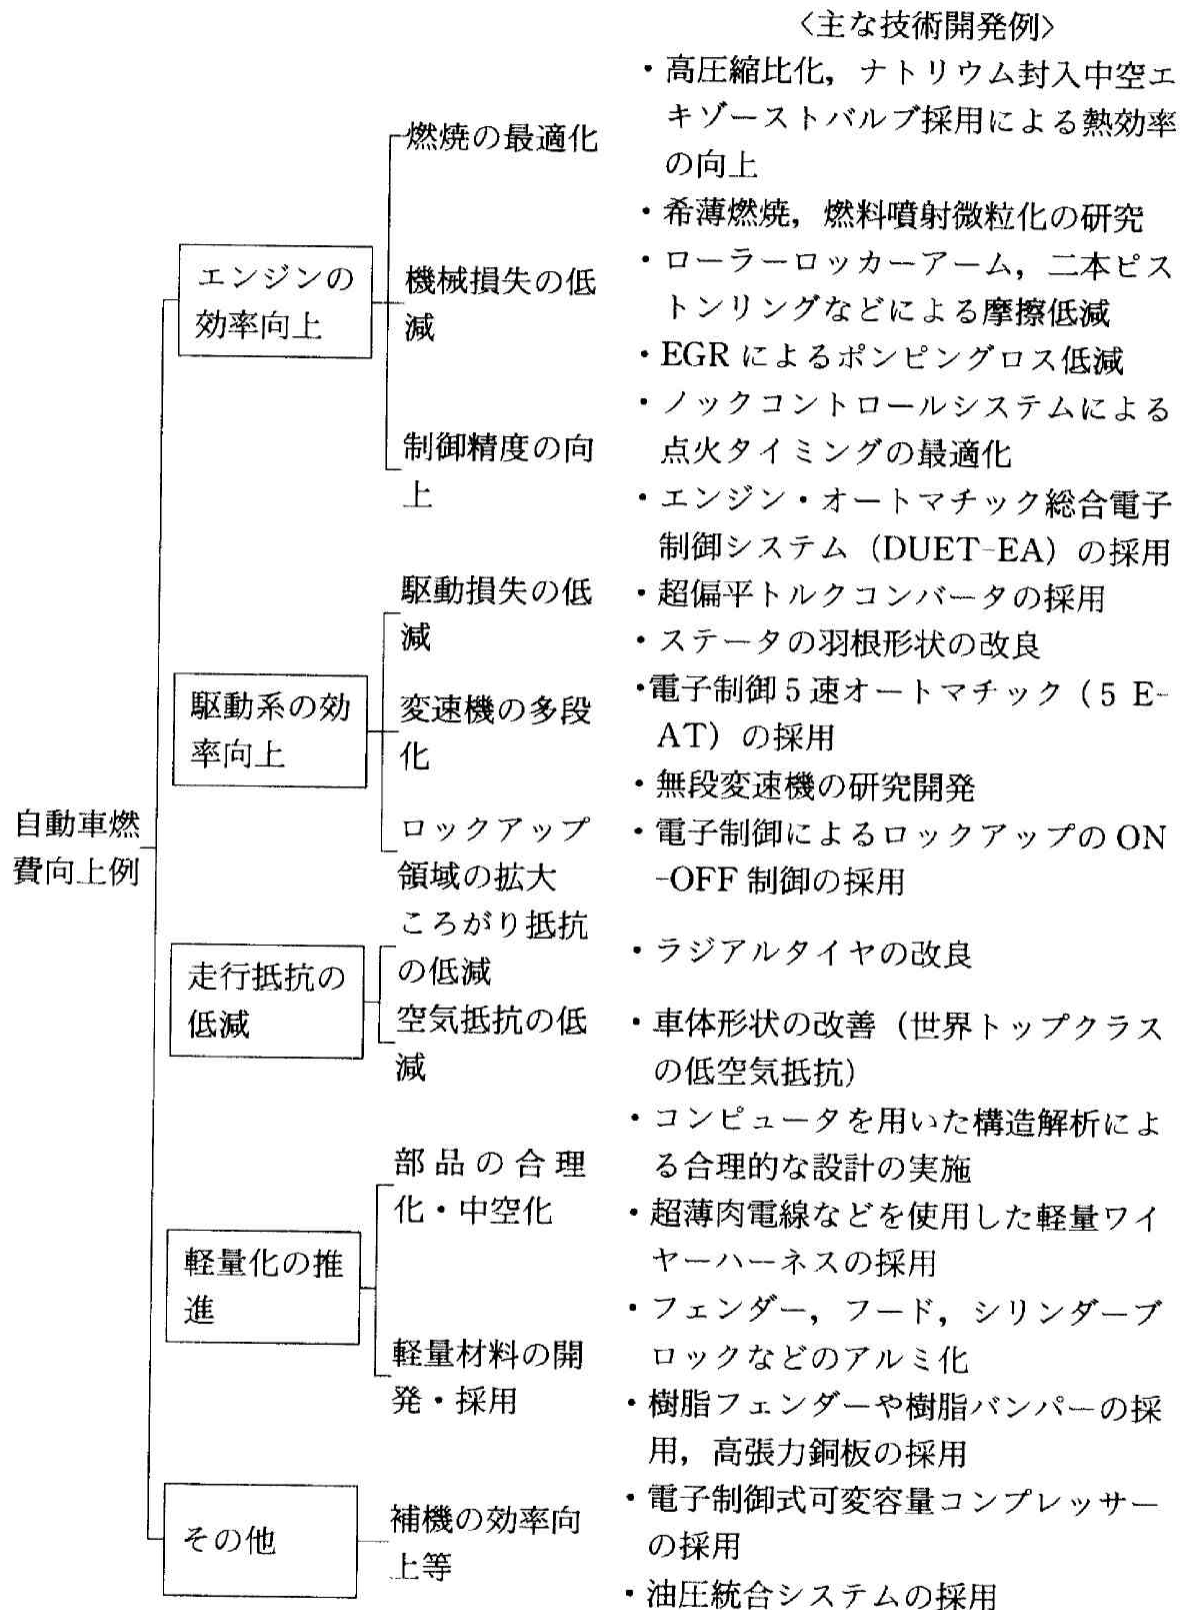 〈主な技術開発例〉
自動車燃
費向上例
エンジンの
効率向上
燃焼の最適化
・高圧縮比化，ナトリウム封入中空エ
キゾーストバルブ採用による熱効率
の向上
・希薄燃焼，燃料噴射微粒化の研究
機械損失の低
減
・ローラーロッカーアーム，二本ピス
トンリングなどによる摩擦低減
・EGRによるポンピングロス低減
制御精度の向
上
・ノックコントロールシステムによる
点火タイミングの最適化
・エンジン・オートマチック総合電子
制御システム（DUET-EA）の採用
駆動系の効
率向上
駆動損失の低
減
・超偏平トルクコンバータの採用
・ステータの羽根形状の改良
変速機の多段
化
・電子制御5速オートマチック（5 E-
AT）の採用
・無段変速機の研究開発
ロックアップ
領域の拡大
・電子制御によるロックアップのON
-OFF制御の採用
走行抵抗の
低減
ころがり抵抗
の低減
・ラジアルタイヤの改良
空気抵抗の低
減
・車体形状の改善（世界トップクラス
の低空気抵抗）
軽量化の推
進
部品の合理
化・中空化
・コンピュータを用いた構造解析によ
る合理的な設計の実施
・超薄肉電線などを使用した軽量ワイ
ヤーハーネスの採用
軽量材料の開
発・採用
・フェンダー，フード，シリンダーブ
ロックなどのアルミ化
・樹脂フェンダーや樹脂バンパーの採
用，高張力銅板の採用
その他
補機の効率向
上等
・電子制御式可変容量コンプレッサー
の採用
・油圧統合システムの採用